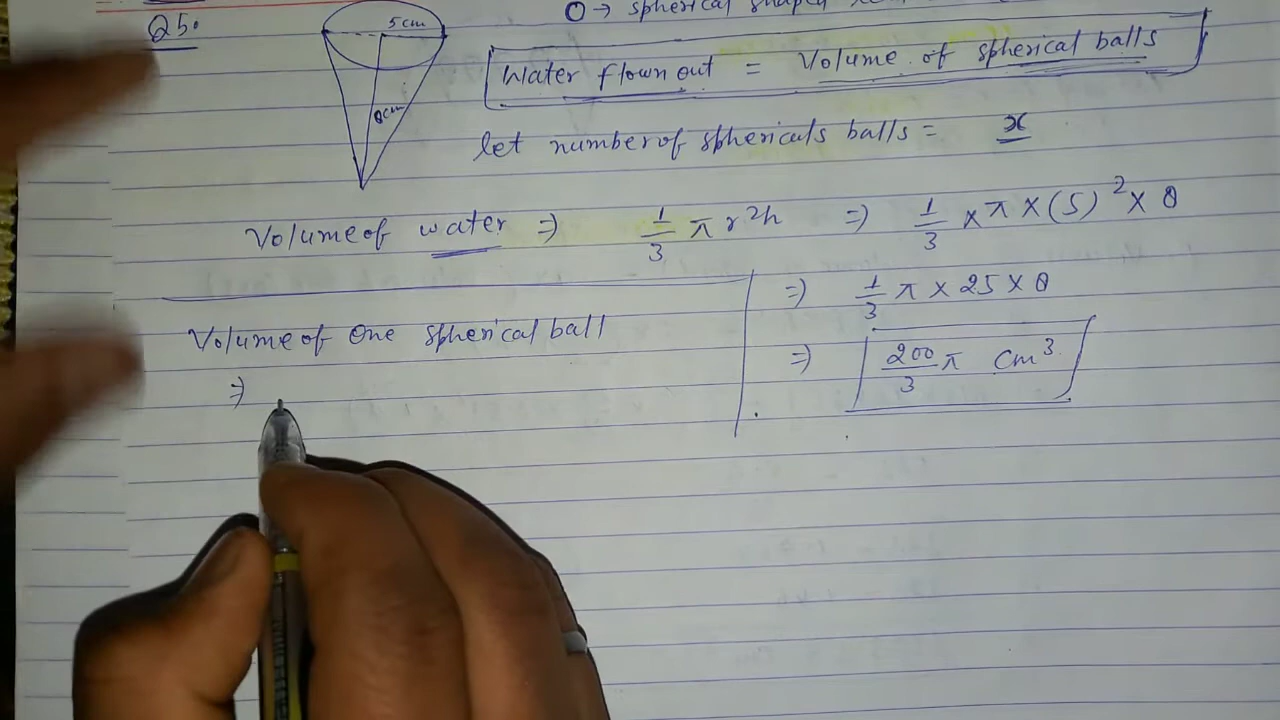 Q5.
5cm
8cm
O → spherical shaped
Water flown out = Volume of spherical balls
let number of sphericals balls = x
Volume of water ⇒ 1/3 π r²h ⇒ 1/3 × π × (5)² × 8
⇒ 1/3 π × 25 × 8
⇒ 200/3 π cm³
Volume of One spherical ball
⇒